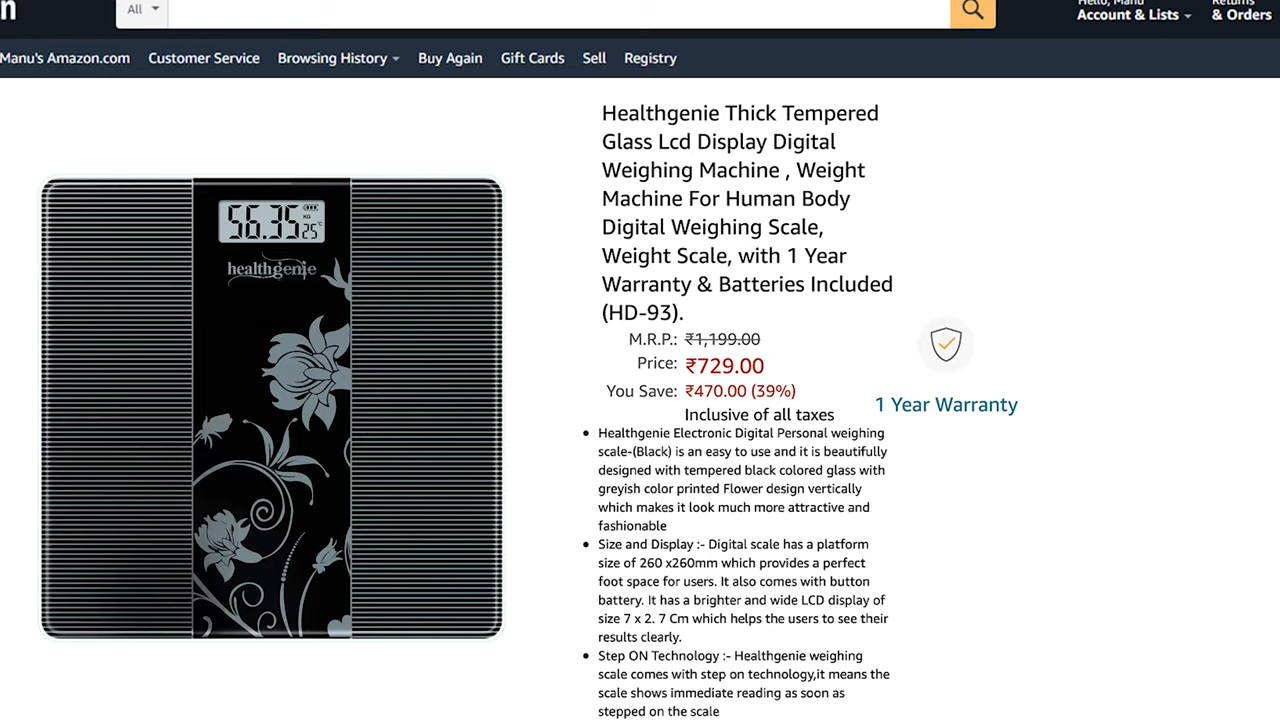 n
All
Hello, Manu
Account & Lists
Returns
& Orders
Manu's Amazon.com
Customer Service
Browsing History
Buy Again
Gift Cards
Sell
Registry
56.35
KG
25°C
healthgenie
Healthgenie Thick Tempered
Glass Lcd Display Digital
Weighing Machine , Weight
Machine For Human Body
Digital Weighing Scale,
Weight Scale, with 1 Year
Warranty & Batteries Included
(HD-93).
M.R.P.: ₹1,199.00
Price: ₹729.00
You Save: ₹470.00 (39%)
Inclusive of all taxes
1 Year Warranty
• Healthgenie Electronic Digital Personal weighing
scale-(Black) is an easy to use and it is beautifully
designed with tempered black colored glass with
greyish color printed Flower design vertically
which makes it look much more attractive and
fashionable
• Size and Display :- Digital scale has a platform
size of 260 x260mm which provides a perfect
foot space for users. It also comes with button
battery. It has a brighter and wide LCD display of
size 7 x 2. 7 Cm which helps the users to see their
results clearly.
• Step ON Technology :- Healthgenie weighing
scale comes with step on technology,it means the
scale shows immediate reading as soon as
stepped on the scale